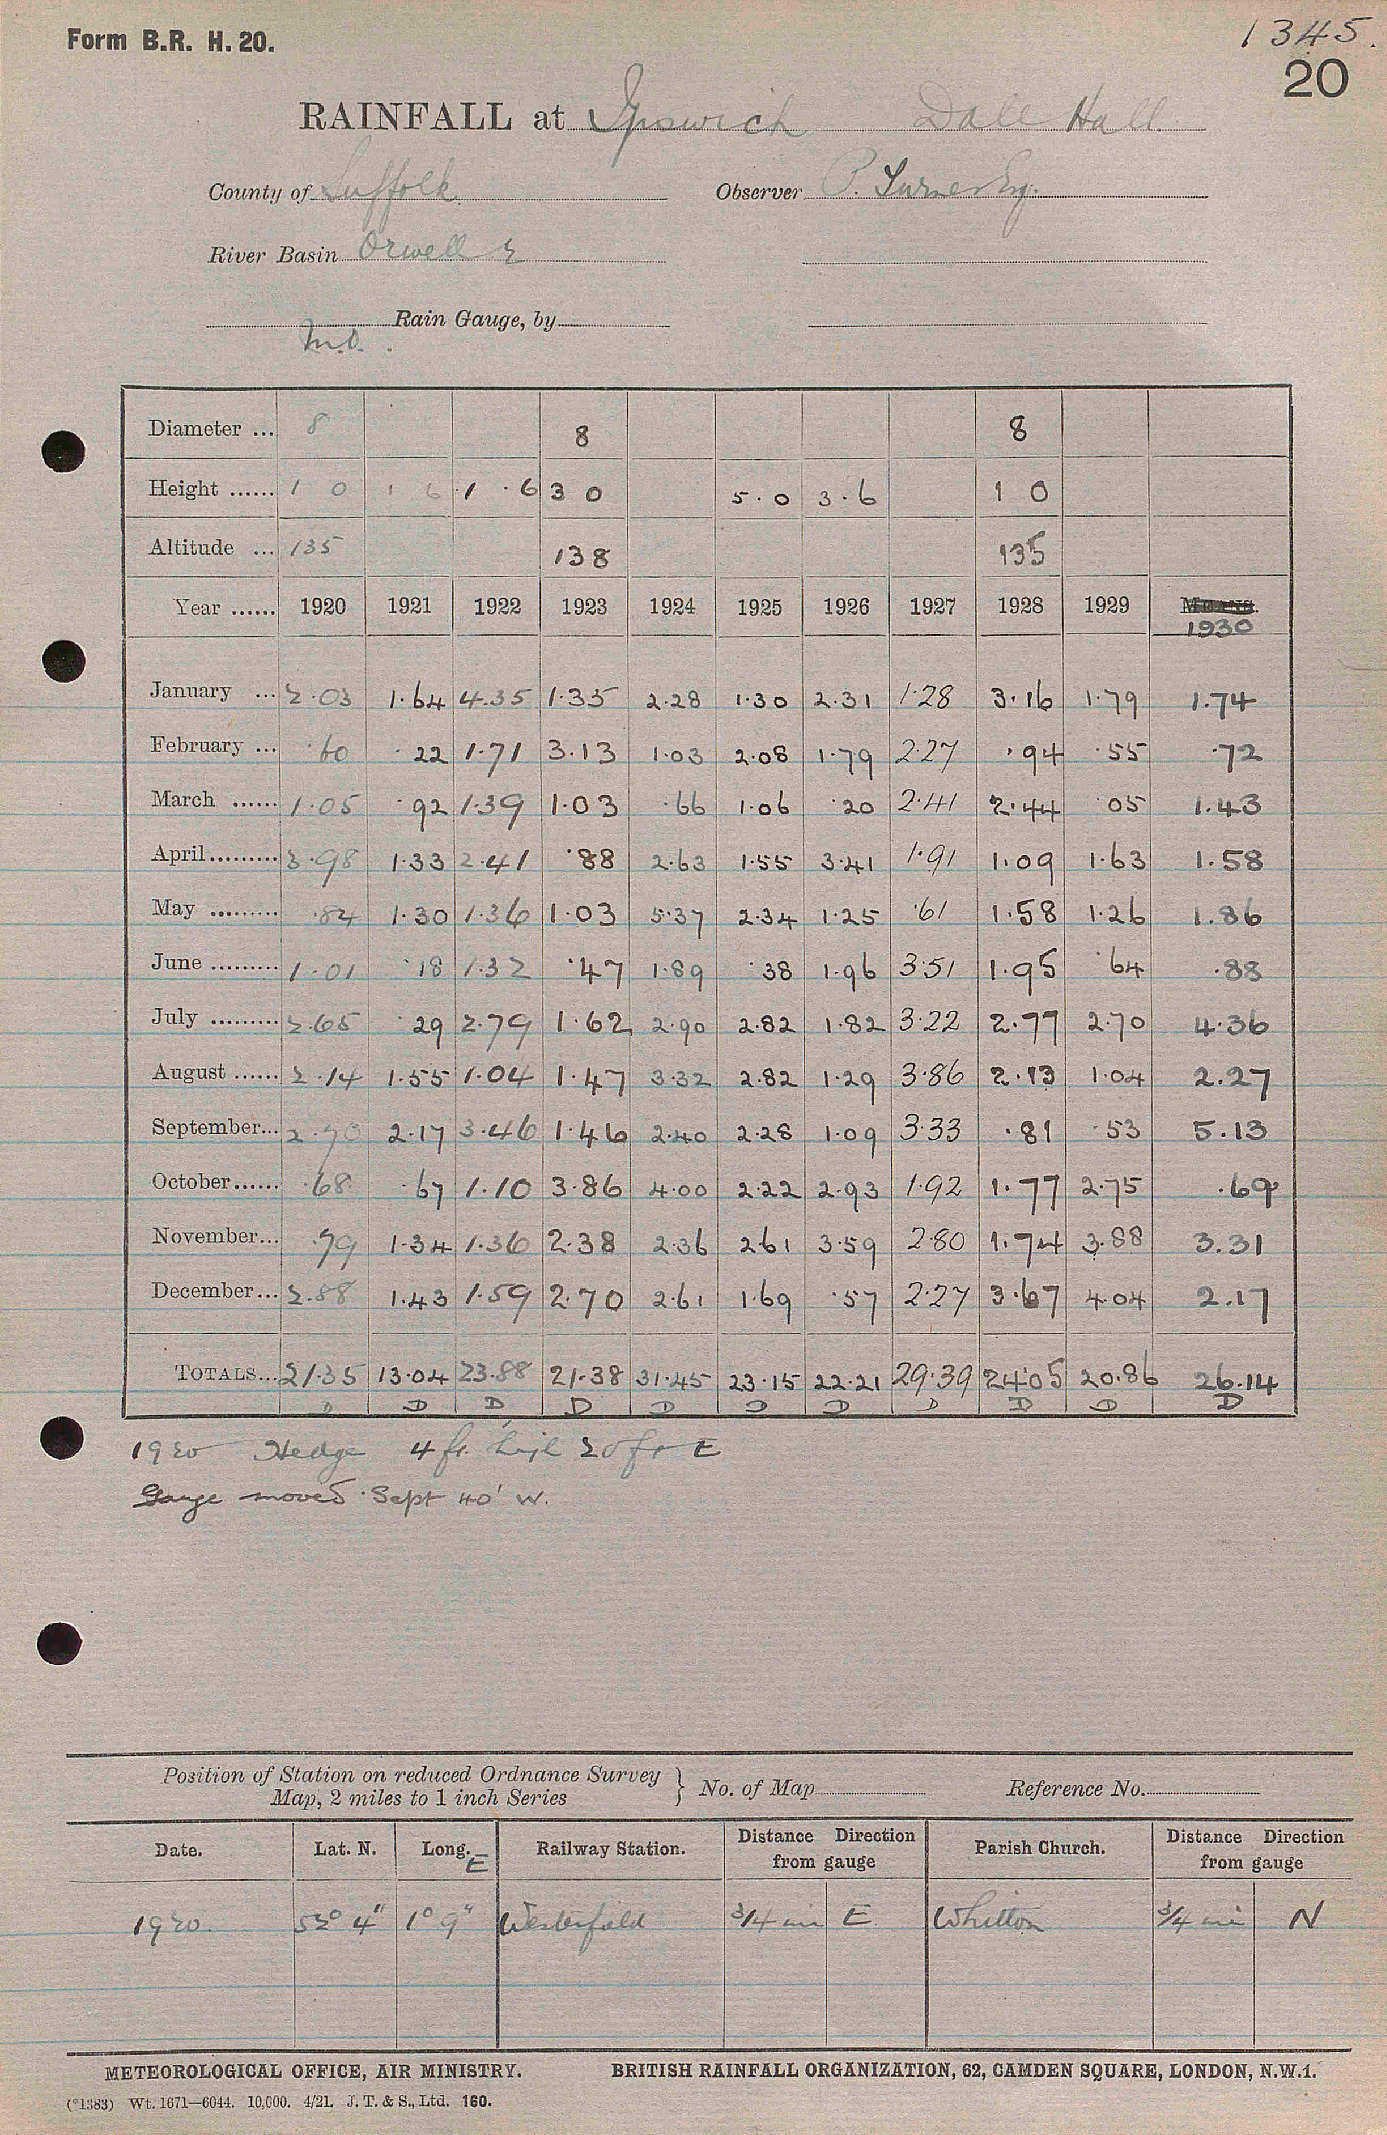 Form B.R. H. 20.
1345.
20
RAINFALL at Ipswich Dale Hall.
County of Suffolk Observer P. Turner Esq.
River Basin Orwell
Rain Gauge, by
M.O.
Diameter ... 8 8 8
Height ...... 1 0 1 6 1 · 6 3 0 5·0 3·6 1 0
Altitude ... 135 138 135
Year ...... 1920 1921 1922 1923 1924 1925 1926 1927 1928 1929 MEANS.
1930
January ... 2·03 1·64 4·35 1·35 2·28 1·30 2·31 1·28 3·16 1·79 1·74
February ... ·60 ·22 1·71 3·13 1·03 2·08 1·79 2·27 ·94 ·55 ·72
March ...... 1·05 ·92 1·39 1·03 ·66 1·06 ·20 2·41 2·44 ·05 1·43
April ......... 3·98 1·33 2·41 ·88 2·63 1·55 3·41 1·91 1·09 1·63 1·58
May ......... ·84 1·30 1·36 1·03 5·37 2·34 1·25 ·61 1·58 1·26 1·86
June ......... 1·01 ·18 1·32 ·47 1·89 ·38 1·96 3·51 1·95 ·64 ·88
July ......... 2·65 ·29 2·79 1·62 2·90 2·82 1·82 3·22 2·77 2·70 4·36
August ...... 2·14 1·55 1·04 1·47 3·32 2·82 1·29 3·86 2·13 1·04 2·27
September... 2·70 2·17 3·46 1·46 2·40 2·28 1·09 3·33 ·81 ·53 5·13
October...... ·68 ·67 1·10 3·86 4·00 2·22 2·93 1·92 1·77 2·75 ·69
November... ·79 1·34 1·36 2·38 2·36 2·61 3·59 2·80 1·74 3·88 3·31
December... 2·88 1·43 1·59 2·70 2·61 1·69 ·57 2·27 3·67 4·04 2·17
TOTALS... 21·35 13·04 23·88 21·38 31·45 23·15 22·21 29·39 24·05 20·86 26·14
D D D D D D D D D D D
1920 Hedge 4 ft. high 20 ft E
Gauge moved Sept 40' W.
Position of Station on reduced Ordnance Survey
Map, 2 miles to 1 inch Series } No. of Map Reference No.
Date. Lat. N. Long. E Railway Station. Distance Direction from gauge Parish Church. Distance Direction from gauge
1920. 52° 4" 1° 9" Westerfield 3/4 mi E Whitton 3/4 mi N
METEOROLOGICAL OFFICE, AIR MINISTRY. BRITISH RAINFALL ORGANIZATION, 62, CAMDEN SQUARE, LONDON, N.W.1.
(*1383) Wt. 1671—6044. 10,000. 4/21. J. T. & S., Ltd. 160.